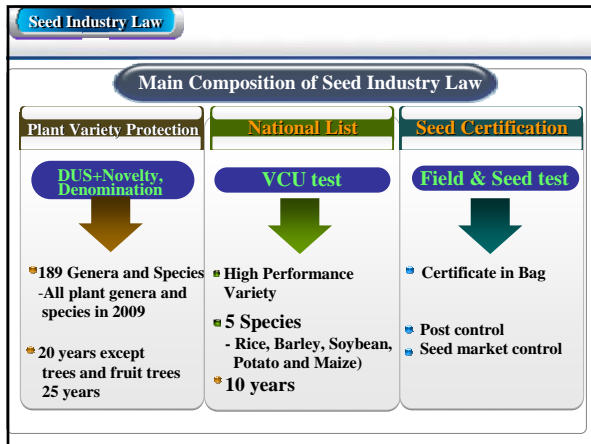 Seed Industry Law
Main Composition of Seed Industry Law
Plant Variety Protection
DUS+Novelty,
Denomination
189 Genera and Species
-All plant genera and
species in 2009
20 years except
trees and fruit trees
25 years
National List
VCU test
High Performance
Variety
5 Species
- Rice, Barley, Soybean,
Potato and Maize)
10 years
Seed Certification
Field & Seed test
Certificate in Bag
Post control
Seed market control